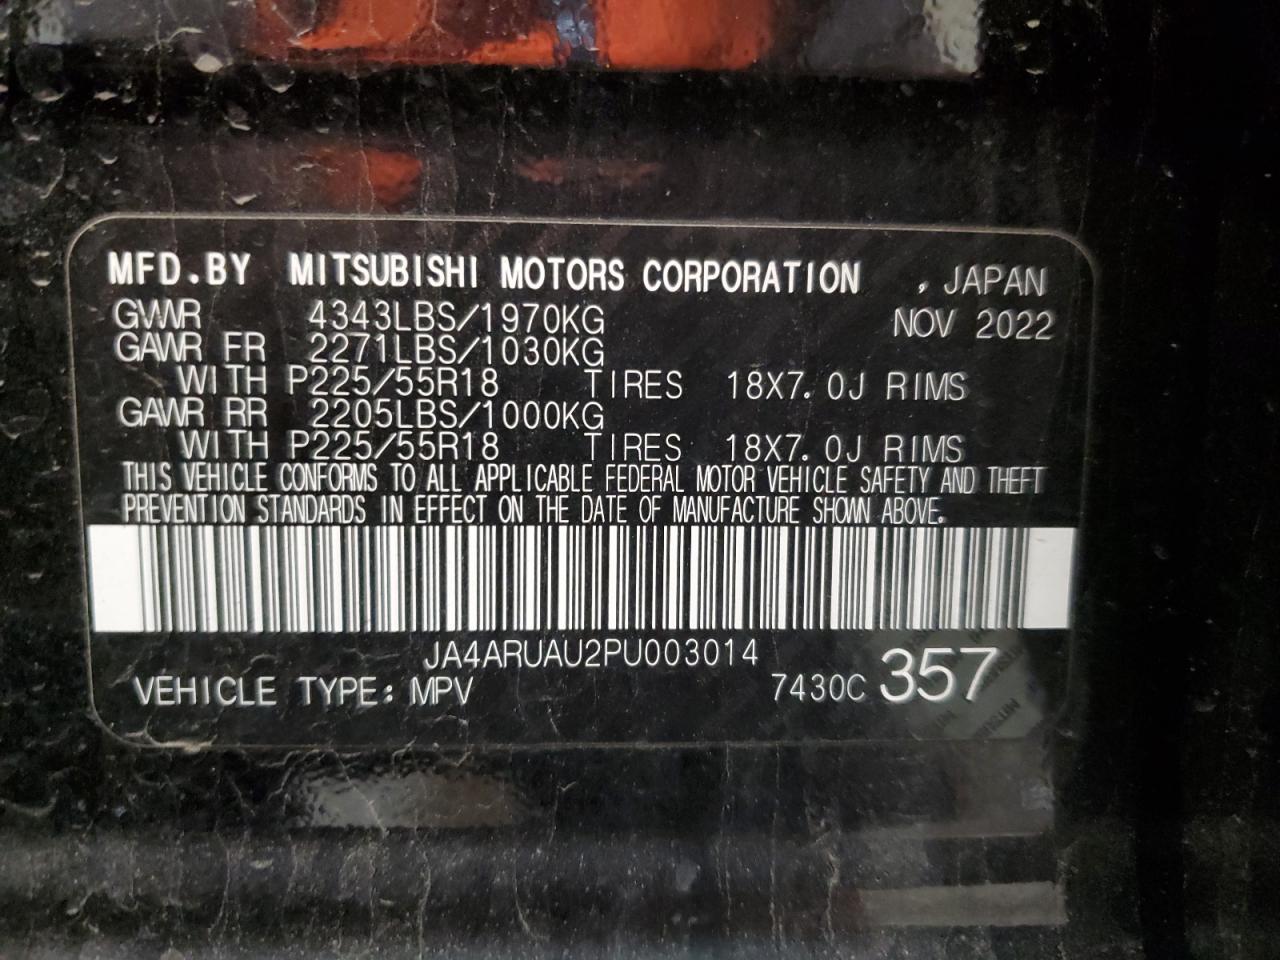 MFD.BY MITSUBISHI MOTORS CORPORATION , JAPAN
GVWR 4343LBS/1970KG NOV 2022
GAWR FR 2271LBS/1030KG
WITH P225/55R18 TIRES 18X7.0J RIMS
GAWR RR 2205LBS/1000KG
WITH P225/55R18 TIRES 18X7.0J RIMS
THIS VEHICLE CONFORMS TO ALL APPLICABLE FEDERAL MOTOR VEHICLE SAFETY AND THEFT
PREVENTION STANDARDS IN EFFECT ON THE DATE OF MANUFACTURE SHOWN ABOVE.
JA4ARUAU2PU003014
VEHICLE TYPE: MPV 7430C 357